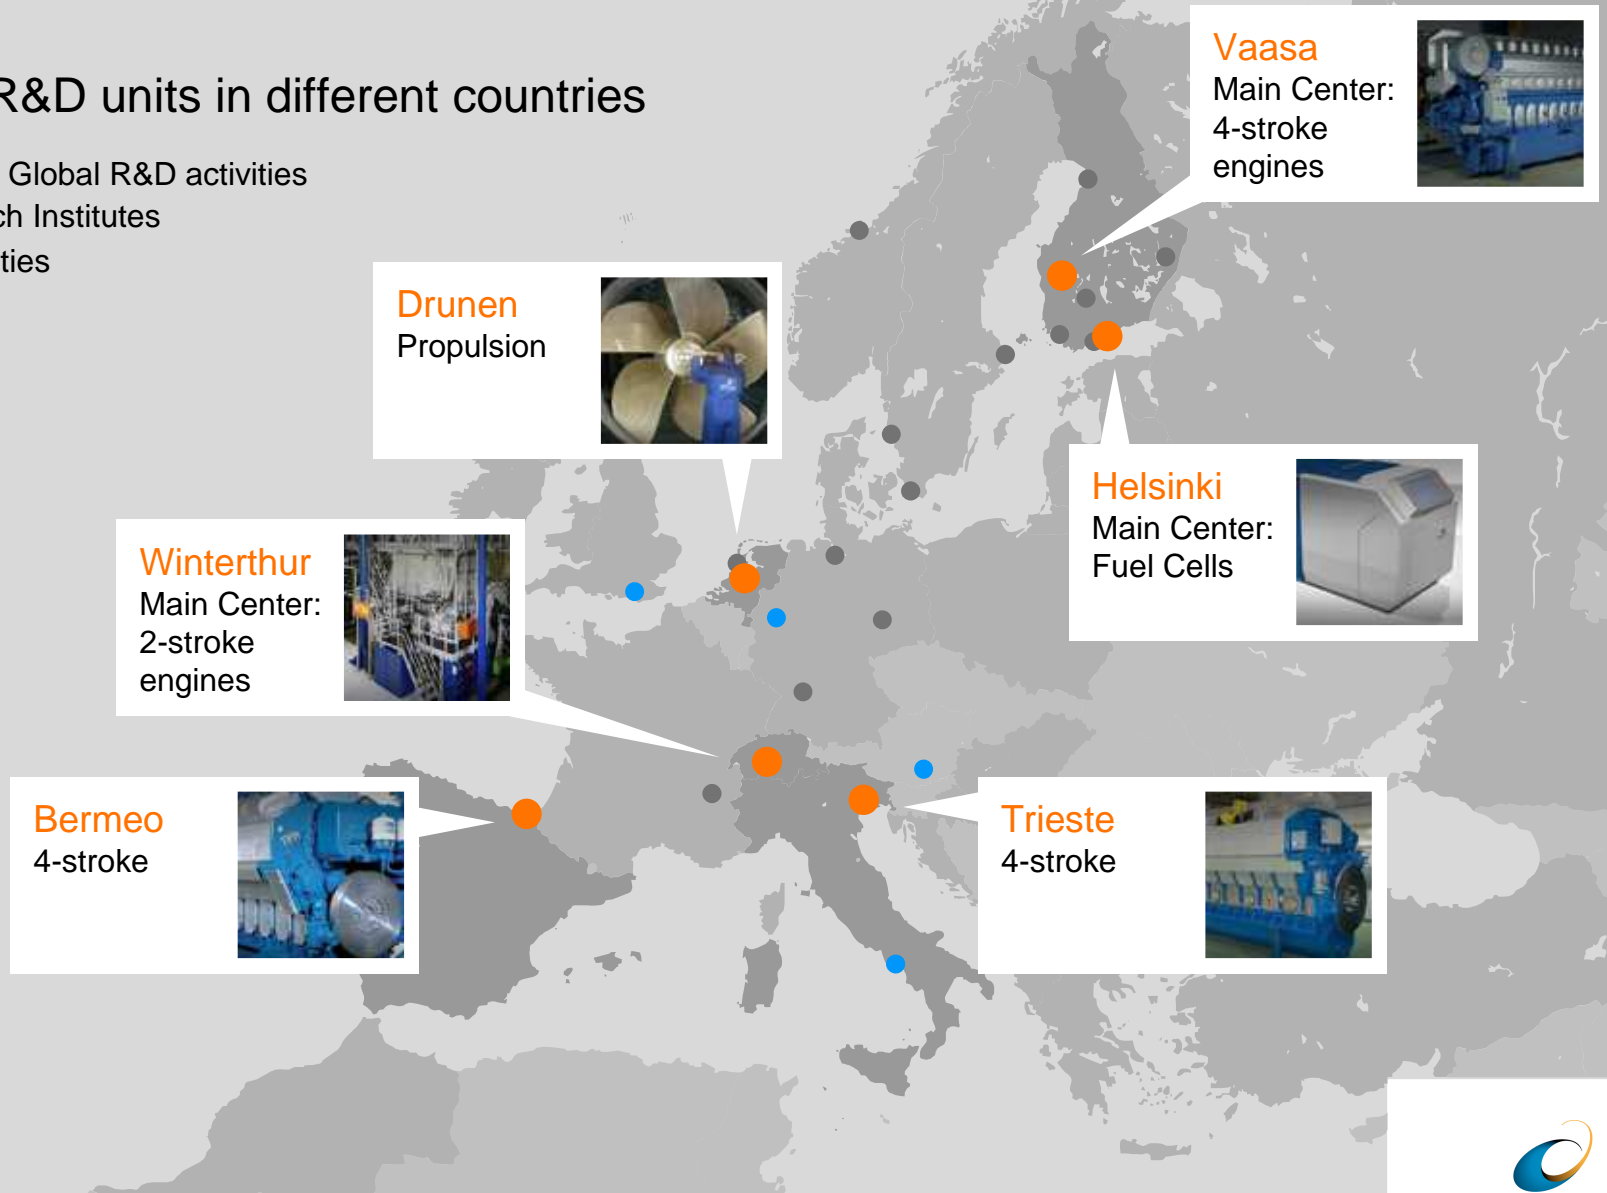 R&D units in different countries
Global R&D activities
ch Institutes
ties
Vaasa
Main Center:
4-stroke
engines
Drunen
Propulsion
Helsinki
Main Center:
Fuel Cells
Winterthur
Main Center:
2-stroke
engines
Bermeo
4-stroke
Trieste
4-stroke